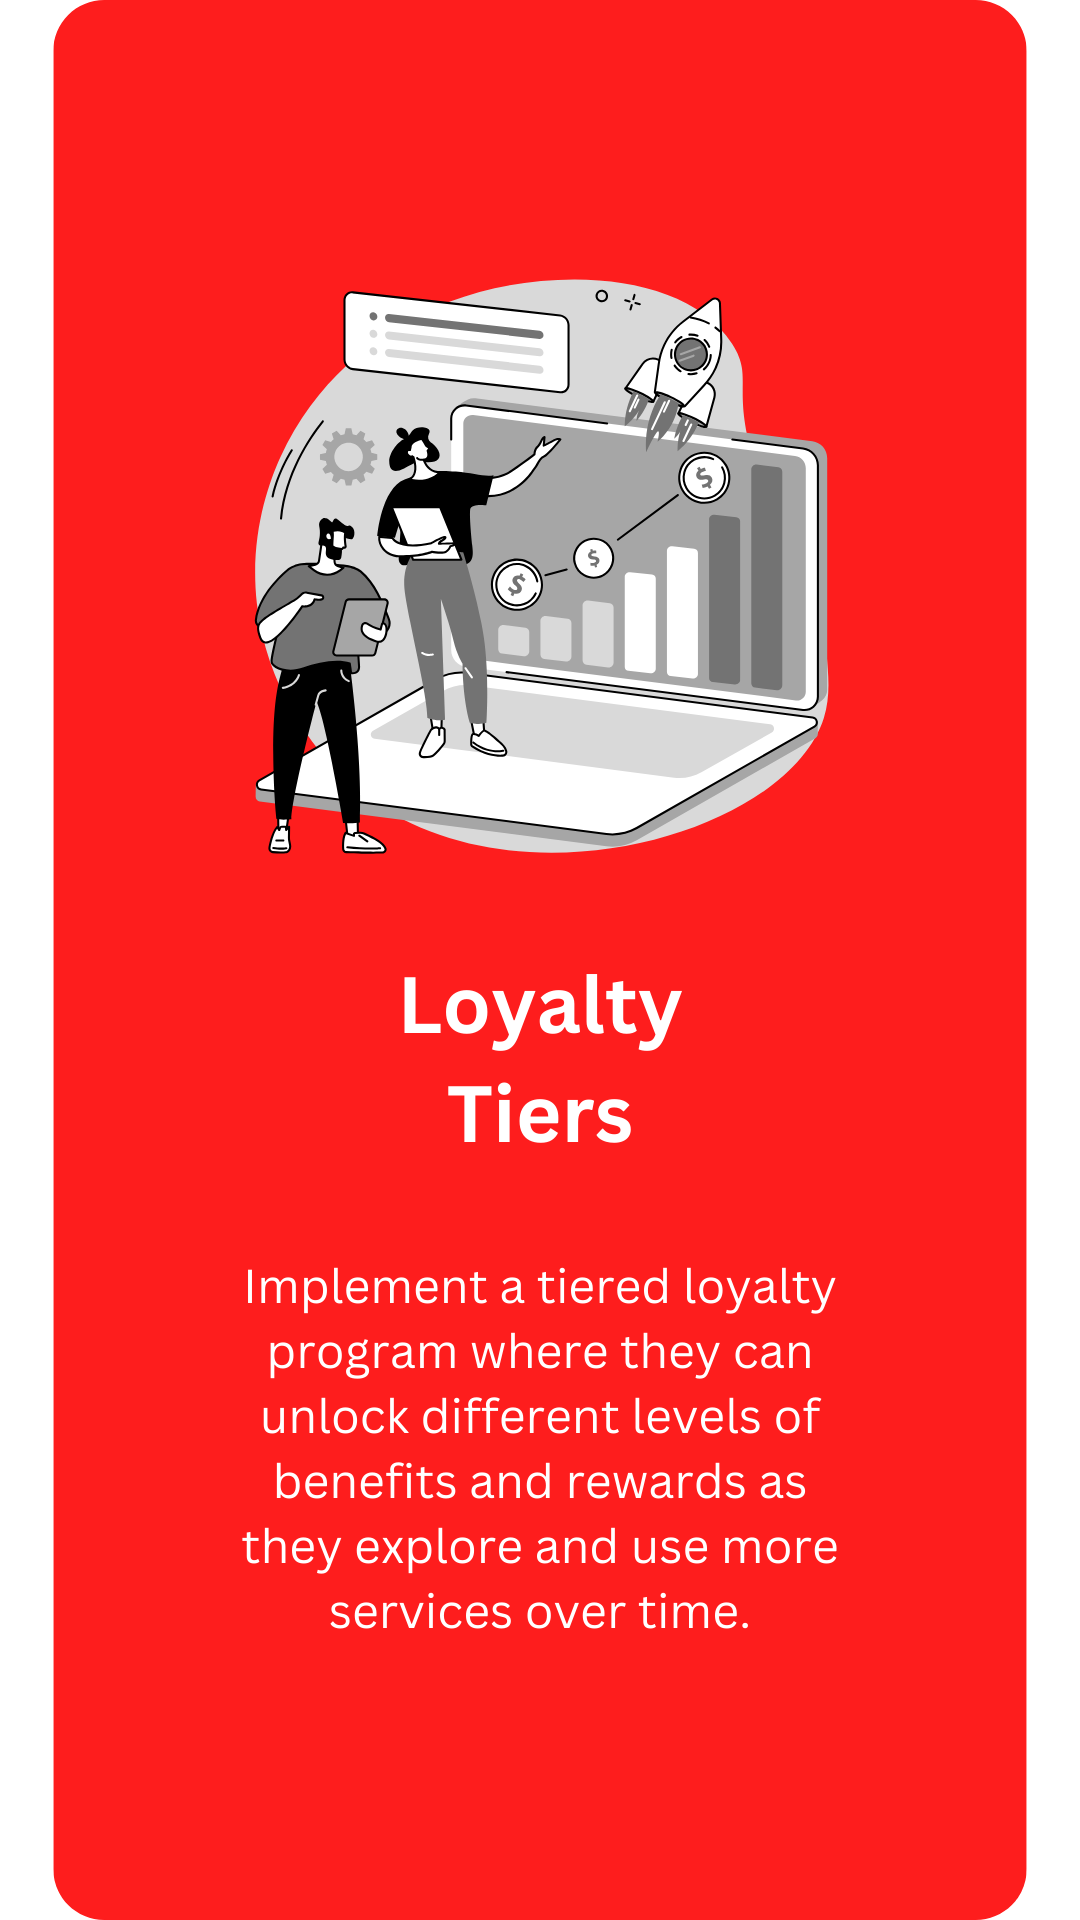 $
$
$
Loyalty
Tiers
Implement a tiered loyalty
program where they can
unlock different levels of
benefits and rewards as
they explore and use more
services over time.